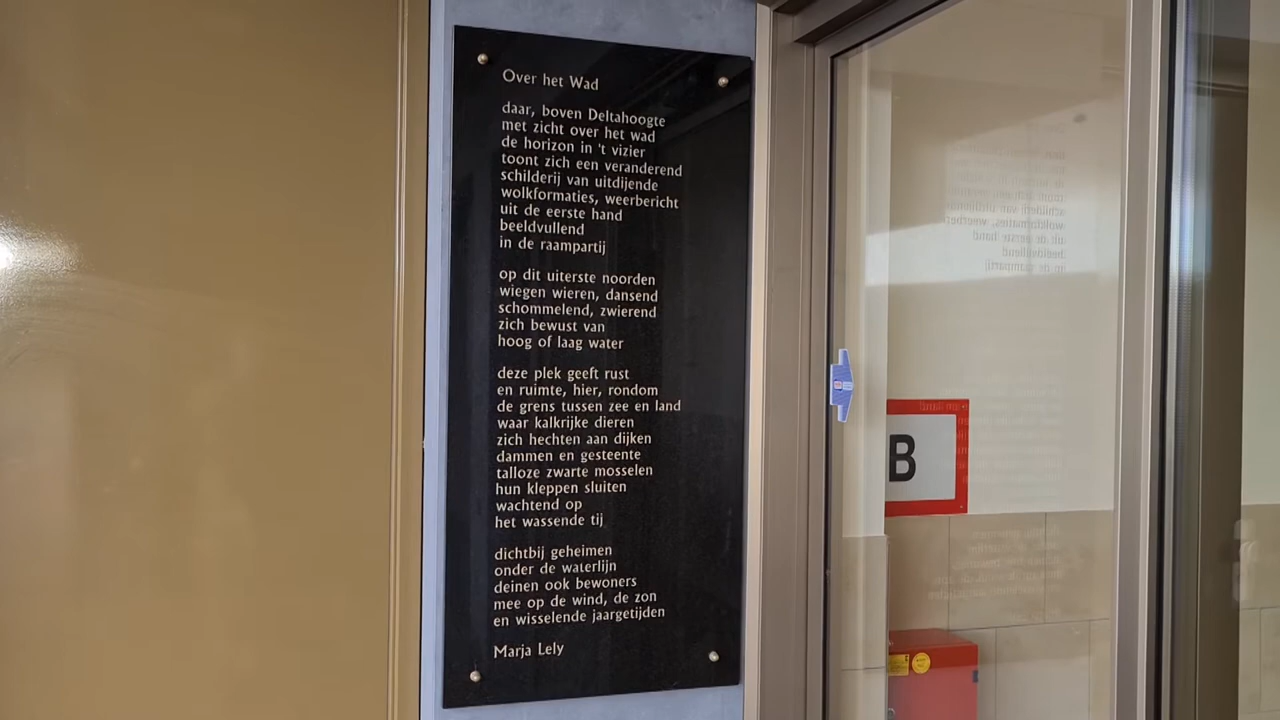 Over het Wad
daar, boven Deltahoogte
met zicht over het wad
de horizon in 't vizier
toont zich een veranderend
schilderij van uitdijende
wolkformaties, weerbericht
uit de eerste hand
beeldvullend
in de raampartij
op dit uiterste noorden
wiegen wieren, dansend
schommelend, zwierend
zich bewust van
hoog of laag water
deze plek geeft rust
en ruimte, hier, rondom
de grens tussen zee en land
waar kalkrijke dieren
zich hechten aan dijken
dammen en gesteente
talloze zwarte mosselen
hun kleppen sluiten
wachtend op
het wassende tij
dichtbij geheimen
onder de waterlijn
deinen ook bewoners
mee op de wind, de zon
en wisselende jaargetijden
Marja Lely
B